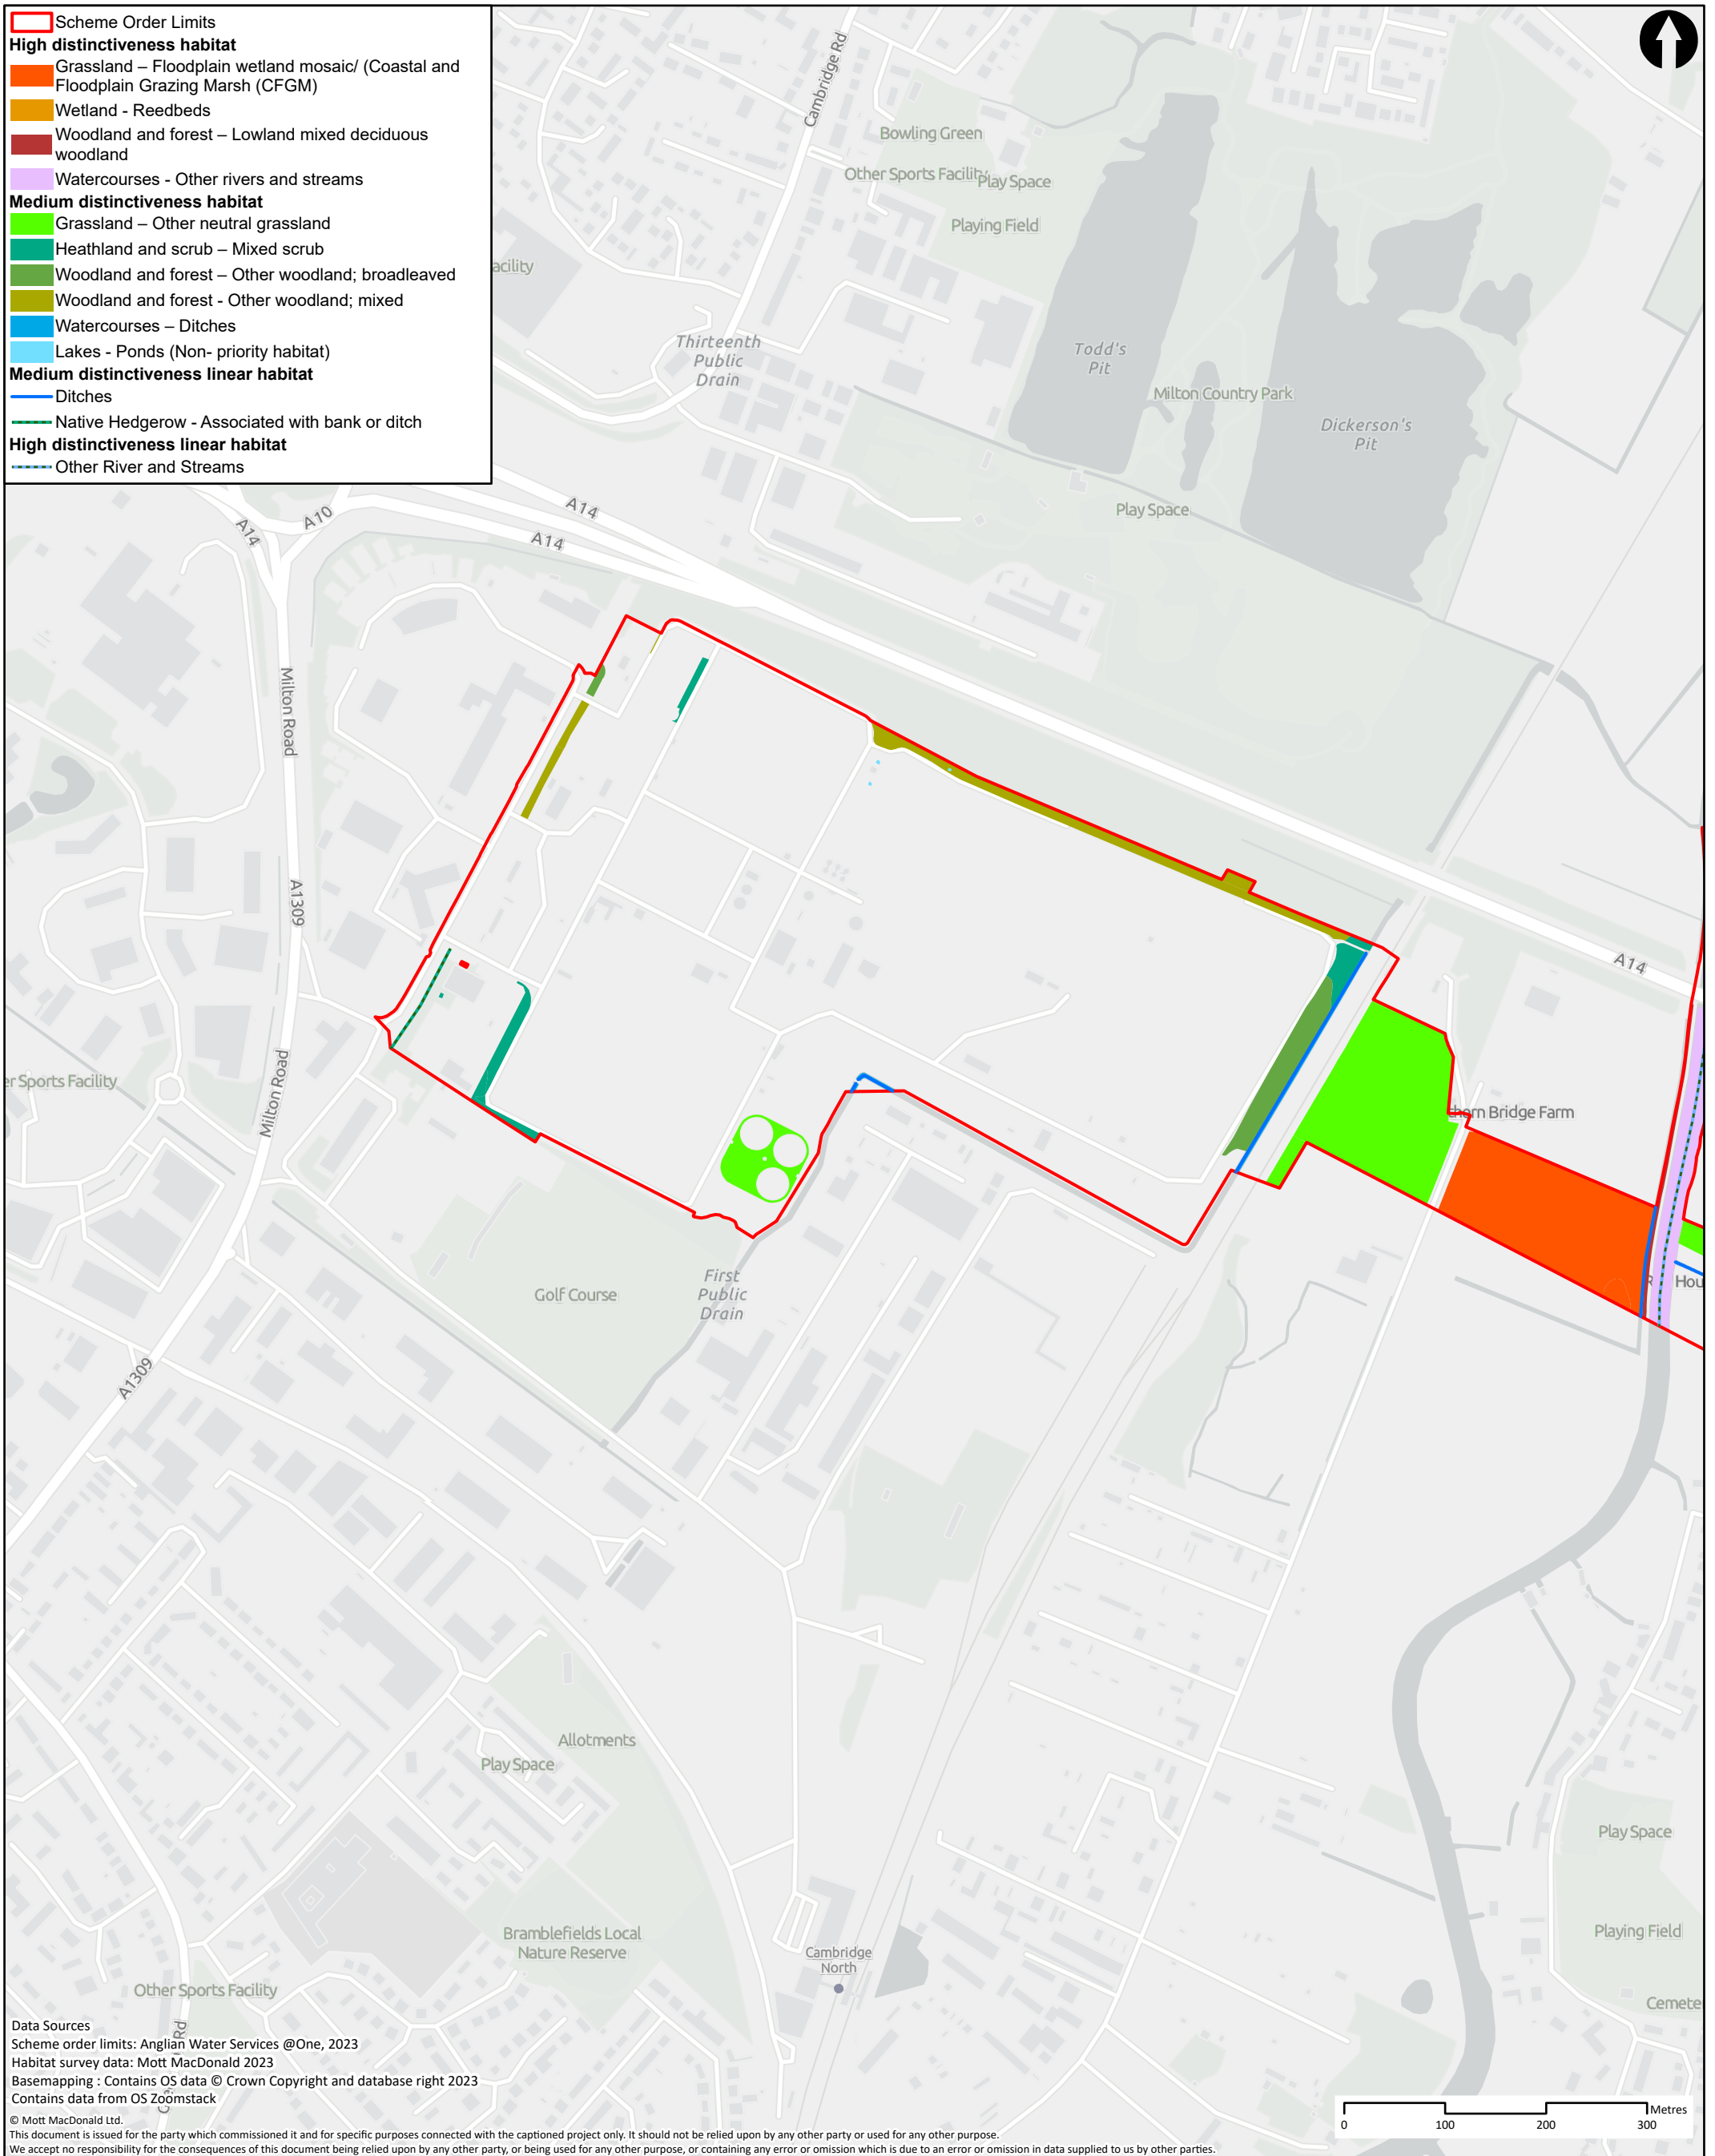 Scheme Order Limits
High distinctiveness habitat
Grassland – Floodplain wetland mosaic/ (Coastal and
Floodplain Grazing Marsh (CFGM)
Wetland - Reedbeds
Woodland and forest – Lowland mixed deciduous
woodland
Watercourses - Other rivers and streams
Medium distinctiveness habitat
Grassland – Other neutral grassland
Heathland and scrub – Mixed scrub
Woodland and forest – Other woodland; broadleaved
Woodland and forest - Other woodland; mixed
Watercourses – Ditches
Lakes - Ponds (Non- priority habitat)
Medium distinctiveness linear habitat
Ditches
Native Hedgerow - Associated with bank or ditch
High distinctiveness linear habitat
Other River and Streams
Cambridge Rd
Bowling Green
Other Sports Facility
Play Space
Playing Field
acility
Thirteenth
Public
Drain
Todd's
Pit
Milton Country Park
Dickerson's
Pit
Play Space
A14
A10
A14
A14
Milton Road
A1309
A14
er Sports Facility
Milton Road
horn Bridge Farm
Hou
Golf Course
First
Public
Drain
A1309
Allotments
Play Space
Play Space
Bramblefields Local
Nature Reserve
Cambridge
North
Playing Field
Other Sports Facility
Cemete
Rd
Data Sources
Scheme order limits: Anglian Water Services @One, 2023
Habitat survey data: Mott MacDonald 2023
Basemapping : Contains OS data © Crown Copyright and database right 2023
Contains data from OS Zoomstack
© Mott MacDonald Ltd.
This document is issued for the party which commissioned it and for specific purposes connected with the captioned project only. It should not be relied upon by any other party or used for any other purpose.
We accept no responsibility for the consequences of this document being relied upon by any other party, or being used for any other purpose, or containing any error or omission which is due to an error or omission in data supplied to us by other parties.
Metres
0 100 200 300